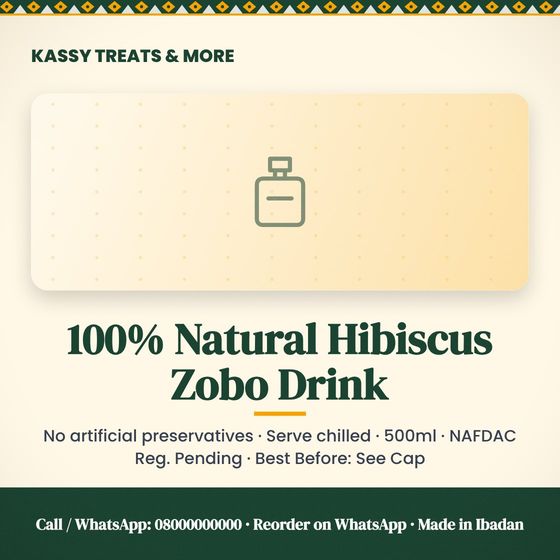 KASSY TREATS & MORE
100% Natural Hibiscus
Zobo Drink
No artificial preservatives · Serve chilled · 500ml · NAFDAC
Reg. Pending · Best Before: See Cap
Call / WhatsApp: 08000000000 · Reorder on WhatsApp · Made in Ibadan